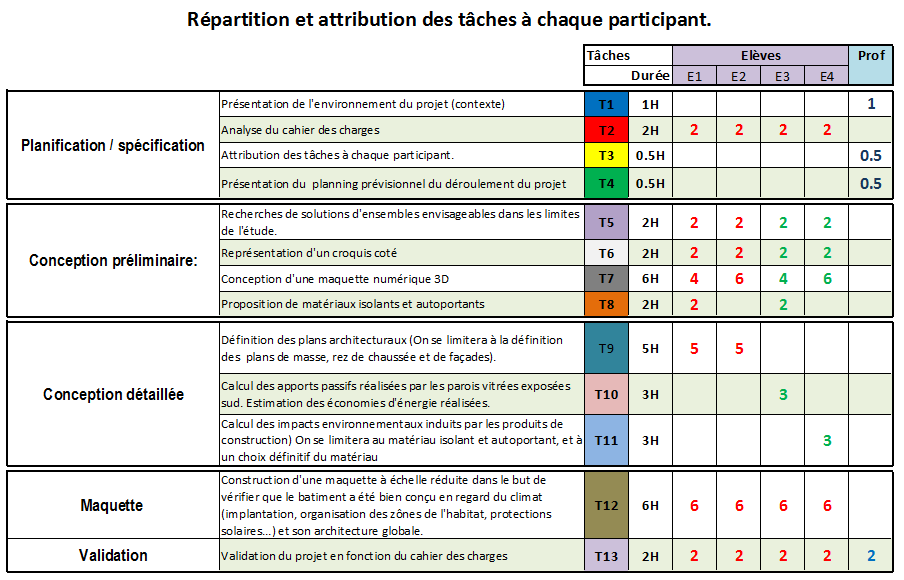 Répartition et attribution des tâches à chaque participant.
Tâches Elèves Prof
Durée E1 E2 E3 E4
Planification / spécification
Présentation de l'environnement du projet (contexte) T1 1H 1
Analyse du cahier des charges T2 2H 2 2 2 2
Attribution des tâches à chaque participant. T3 0.5H 0.5
Présentation du planning prévisionnel du déroulement du projet T4 0.5H 0.5
Conception préliminaire:
Recherches de solutions d'ensembles envisageables dans les limites
de l'étude. T5 2H 2 2 2 2
Représentation d'un croquis coté T6 2H 2 2 2 2
Conception d'une maquette numérique 3D T7 6H 4 6 4 6
Proposition de matériaux isolants et autoportants T8 2H 2 2
Conception détaillée
Définition des plans architecturaux (On se limitera à la définition
des plans de masse, rez de chaussée et de façades). T9 5H 5 5
Calcul des apports passifs réalisées par les parois vitrées exposées
sud. Estimation des économies d'énergie réalisées. T10 3H 3
Calcul des impacts environnementaux induits par les produits de
construction) On se limitera au matériau isolant et autoportant, et à
un choix définitif du matériau T11 3H 3
Maquette
Construction d'une maquette à échelle réduite dans le but de
vérifier que le batiment a été bien conçu en regard du climat
(implantation, organisation des zônes de l'habitat, protections
solaires...) et son architecture globale. T12 6H 6 6 6 6
Validation
Validation du projet en fonction du cahier des charges T13 2H 2 2 2 2 2